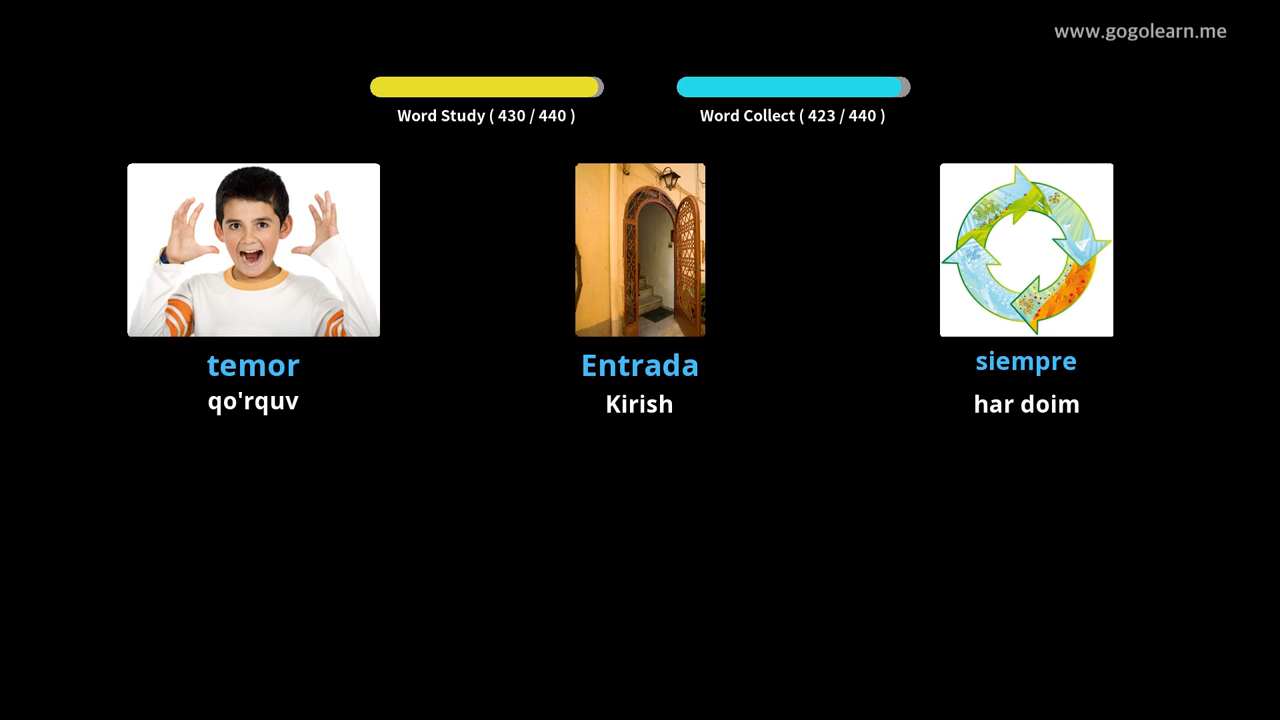 www.gogolearn.me
Word Study ( 430 / 440 )
Word Collect ( 423 / 440 )
temor
qo'rquv
Entrada
Kirish
siempre
har doim